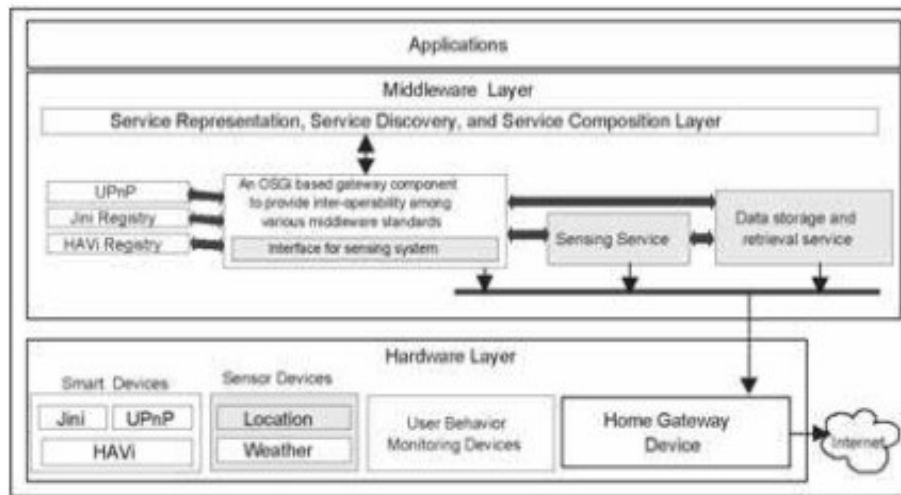 Applications
Middleware Layer
Service Representation, Service Discovery, and Service Composition Layer
UPnP
Jini Registry
HAVi Registry
An OSGi based gateway component
to provide inter-operability among
various middleware standards
Interface for sensing system
Sensing Service
Data storage and
retrieval service
Hardware Layer
Smart Devices
Jini
UPnP
HAVi
Sensor Devices
Location
Weather
User Behavior
Monitoring Devices
Home Gateway
Device
Internet